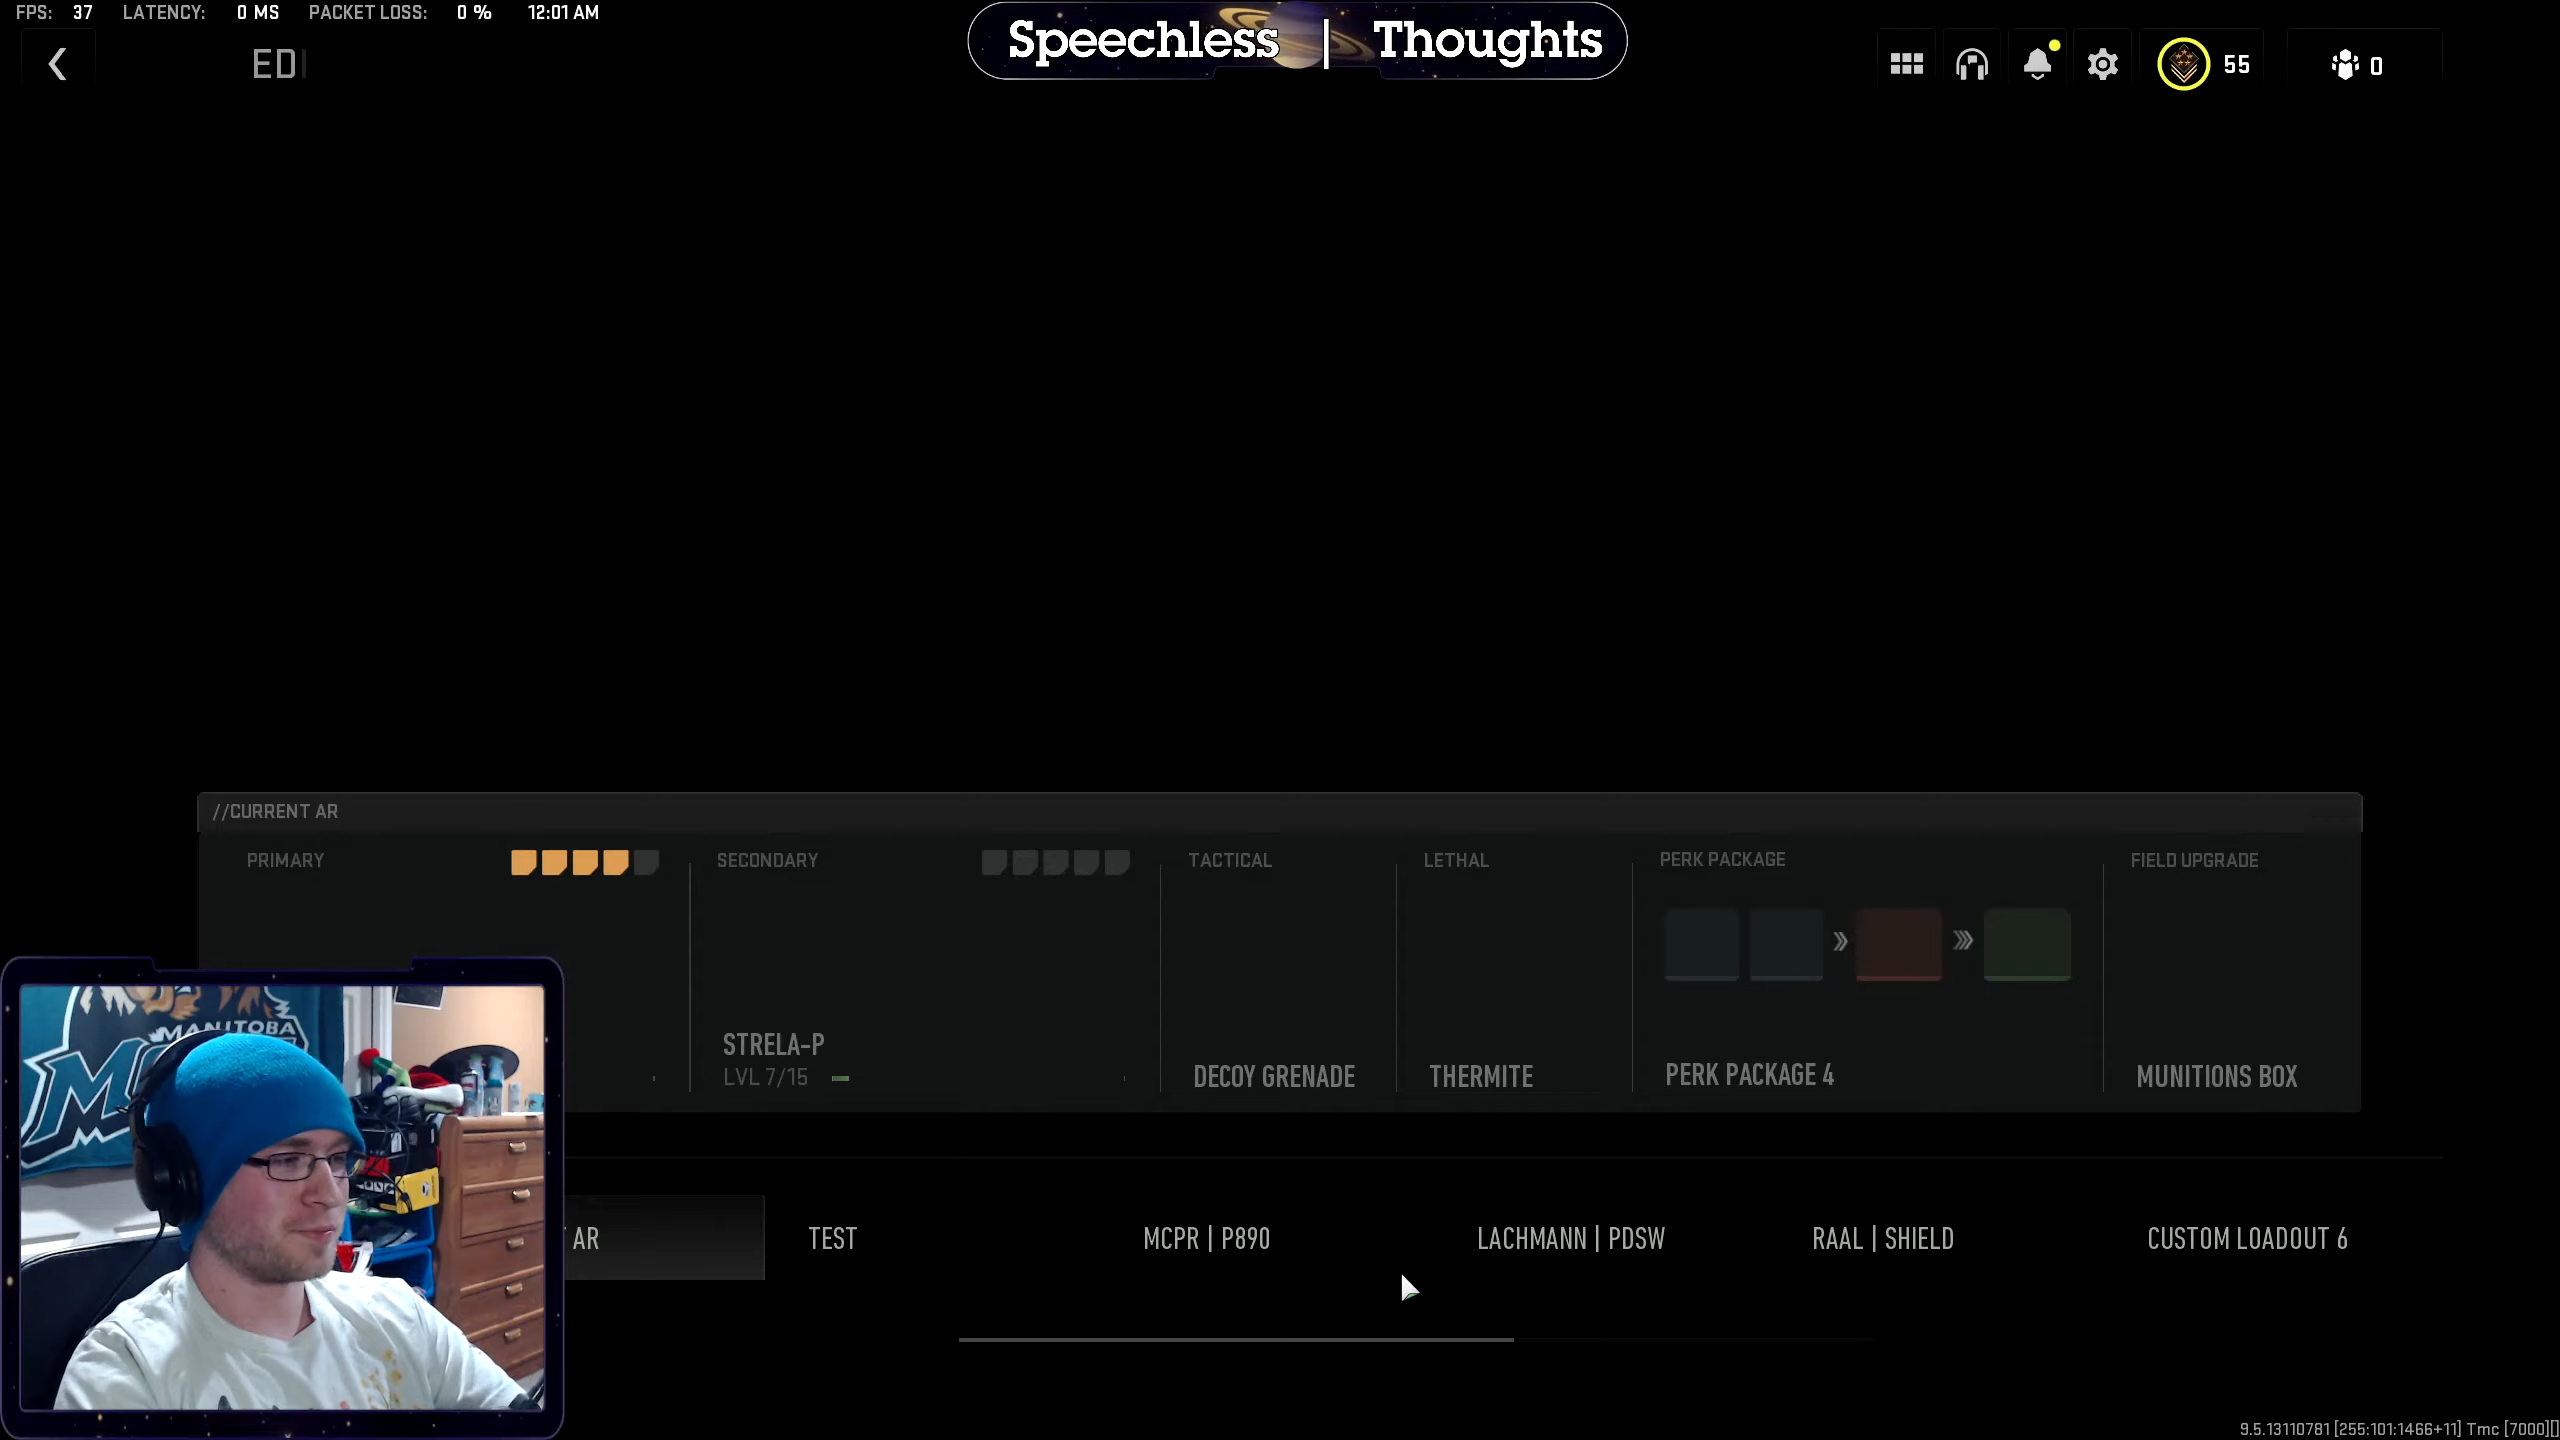 FPS: 37 LATENCY: 0 MS PACKET LOSS: 0 % 12:01 AM
Speechless | Thoughts
ED
55
0
//CURRENT AR
PRIMARY
SECONDARY
TACTICAL
LETHAL
PERK PACKAGE
FIELD UPGRADE
STRELA-P
LVL 7/15
DECOY GRENADE
THERMITE
PERK PACKAGE 4
MUNITIONS BOX
MANITOBA
AR
TEST
MCPR | P890
LACHMANN | PDSW
RAAL | SHIELD
CUSTOM LOADOUT 6
9.5.13110781 [255:101:1466+11] Tmc [7000][]